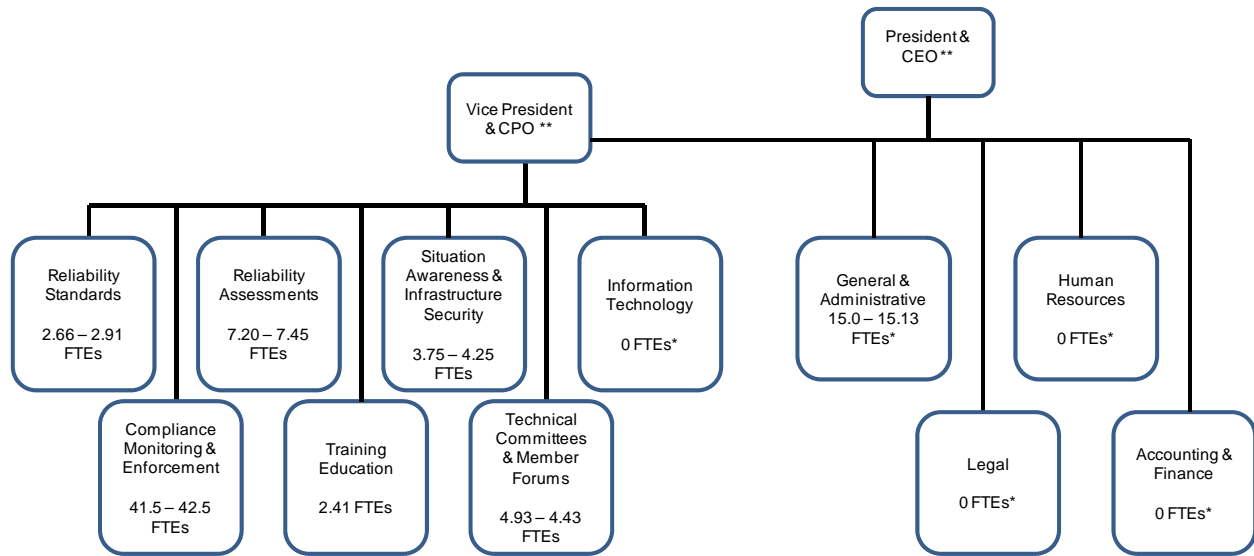 President &
CEO **
Vice President
& CPO **
Reliability
Standards
2.66 – 2.91
FTEs
Reliability
Assessments
7.20 – 7.45
FTEs
Situation
Awareness &
Infrastructure
Security
3.75 – 4.25
FTEs
Information
Technology
0 FTEs*
General &
Administrative
15.0 – 15.13
FTEs*
Human
Resources
0 FTEs*
Compliance
Monitoring &
Enforcement
41.5 – 42.5
FTEs
Training
Education
2.41 FTEs
Technical
Committees
& Member
Forums
4.93 – 4.43
FTEs
Legal
0 FTEs*
Accounting &
Finance
0 FTEs*